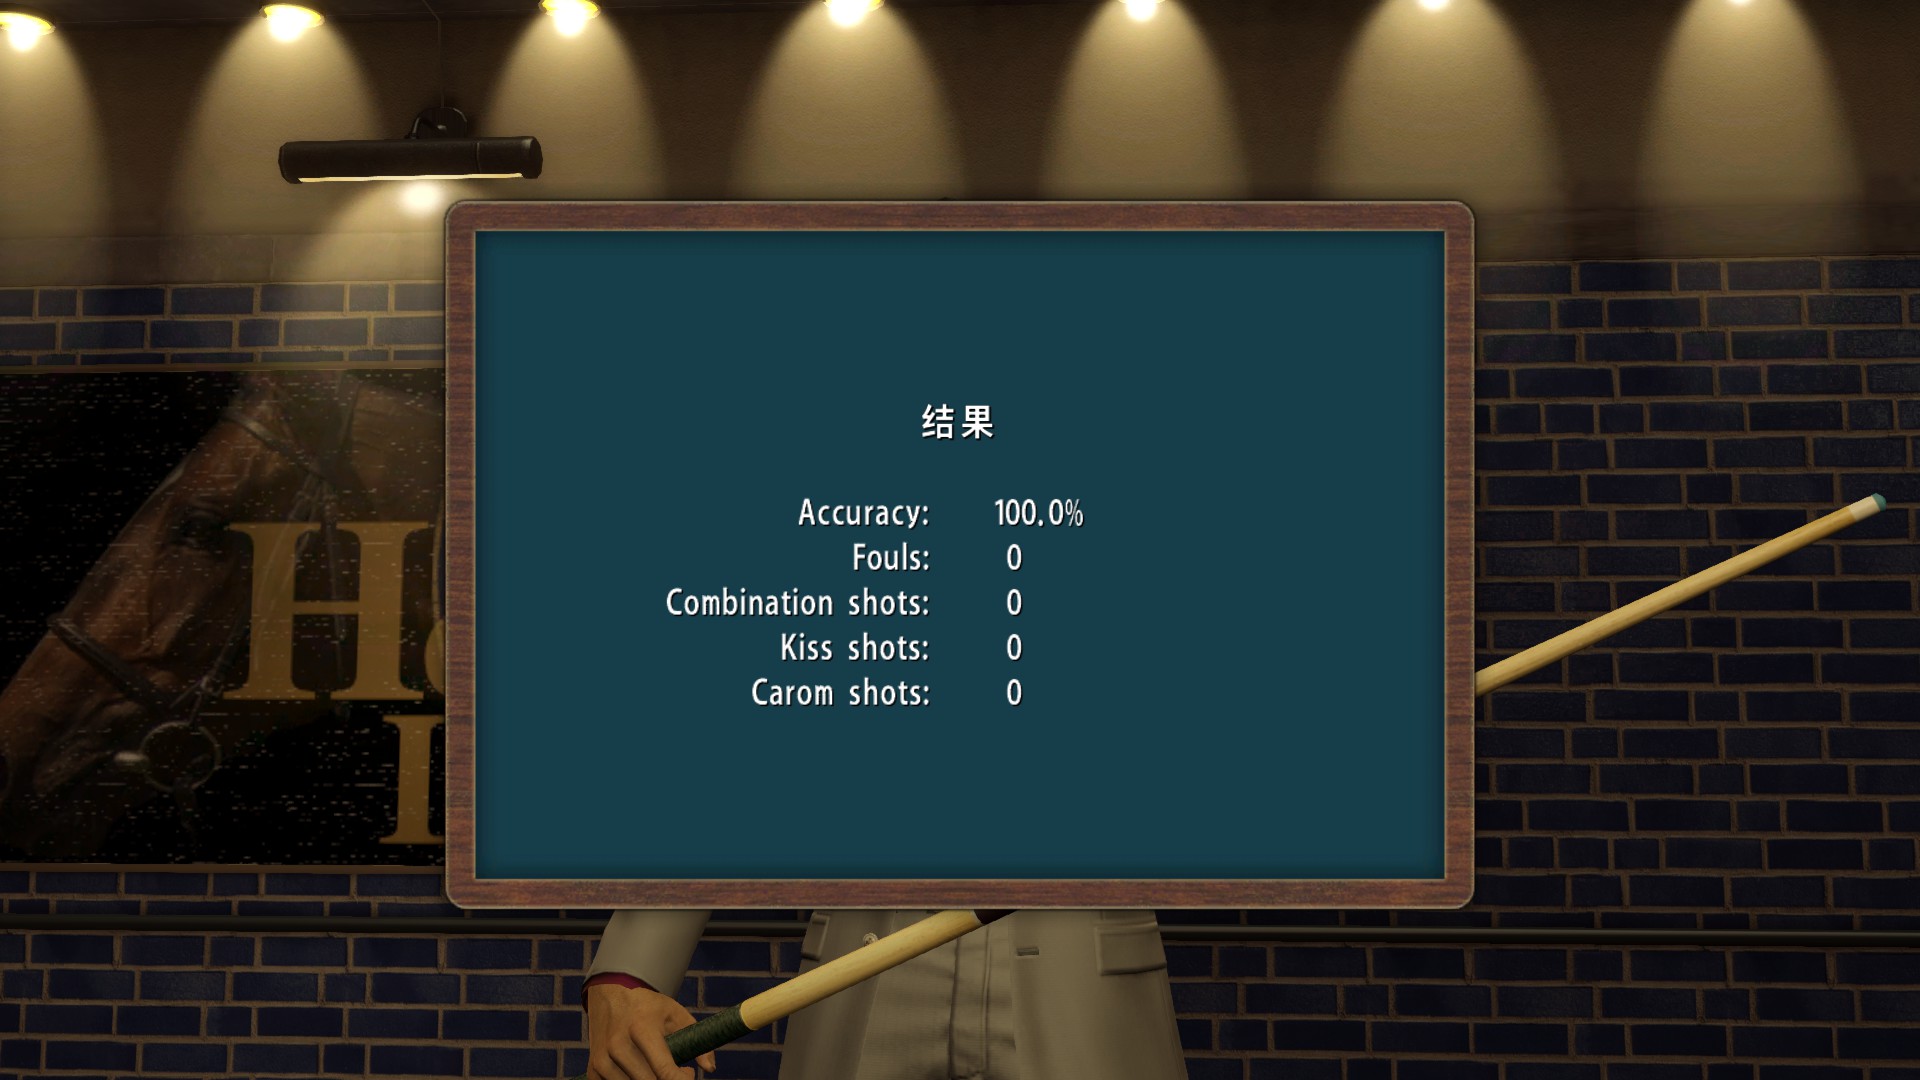 结果
Accuracy: 100.0%
Fouls: 0
Combination shots: 0
Kiss shots: 0
Carom shots: 0
H